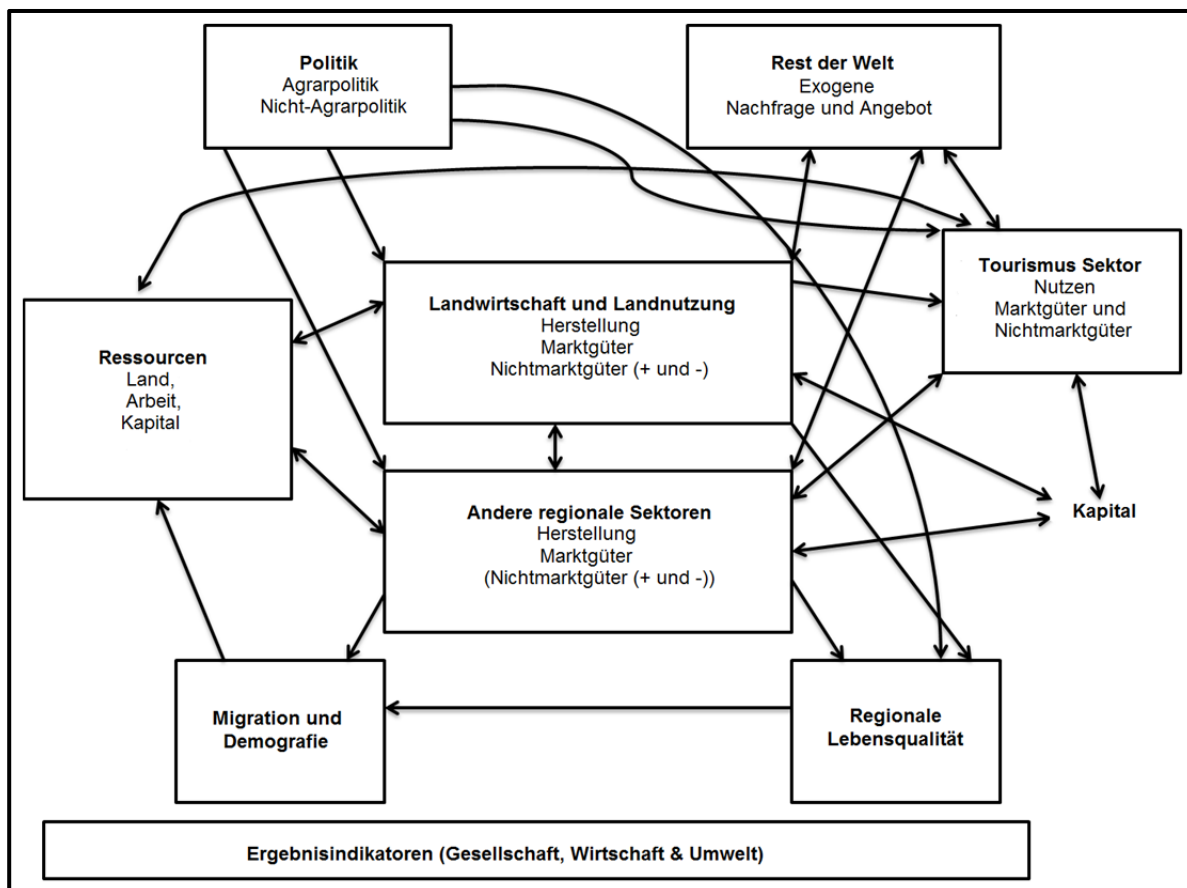 Politik
Agrarpolitik
Nicht-Agrarpolitik
Rest der Welt
Exogene
Nachfrage und Angebot
Tourismus Sektor
Nutzen
Marktgüter und
Nichtmarktgüter
Landwirtschaft und Landnutzung
Herstellung
Marktgüter
Nichtmarktgüter (+ und -)
Ressourcen
Land,
Arbeit,
Kapital
Andere regionale Sektoren
Herstellung
Marktgüter
(Nichtmarktgüter (+ und -))
Kapital
Migration und
Demografie
Regionale
Lebensqualität
Ergebnisindikatoren (Gesellschaft, Wirtschaft & Umwelt)